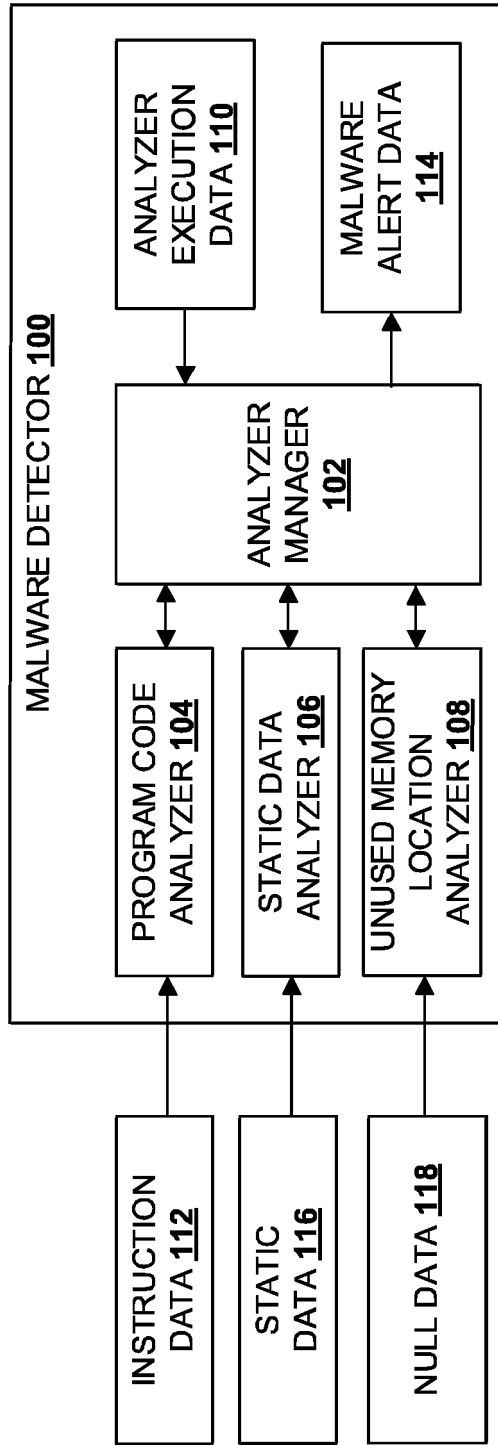 MALWARE DETECTOR 100
INSTRUCTION
DATA 112
STATIC
DATA 116
NULL DATA 118
PROGRAM CODE
ANALYZER 104
STATIC DATA
ANALYZER 106
UNUSED MEMORY
LOCATION
ANALYZER 108
ANALYZER
MANAGER
102
ANALYZER
EXECUTION
DATA 110
MALWARE
ALERT DATA
114